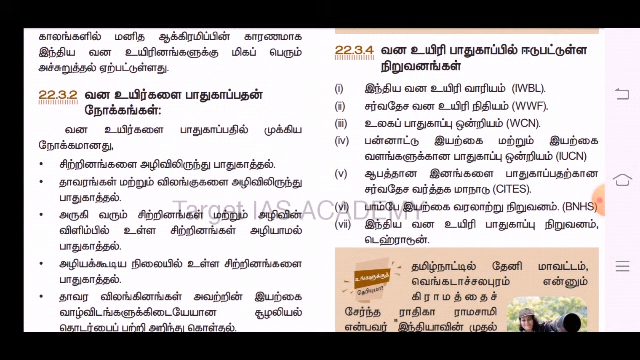 காலங்களில் மனித ஆக்கிரமிப்பின் காரணமாக
இந்திய வன உயிரினங்களுக்கு மிகப் பெரும்
அச்சுறுத்தல் ஏற்பட்டுள்ளது.
22.3.2 வன உயிர்களை பாதுகாப்பதன்
நோக்கங்கள்:
வன உயிர்களை பாதுகாப்பதில் முக்கிய
நோக்கமானது,
• சிற்றினங்களை அழிவிலிருந்து பாதுகாத்தல்.
• தாவரங்கள் மற்றும் விலங்குகளை அழிவிலிருந்து
பாதுகாத்தல்.
• அருகி வரும் சிற்றினங்கள் மற்றும் அழிவின்
விளிம்பில் உள்ள சிற்றினங்கள் அழியாமல்
பாதுகாத்தல்.
• அழியக்கூடிய நிலையில் உள்ள சிற்றினங்களை
பாதுகாத்தல்.
• தாவர விலங்கினங்கள் அவற்றின் இயற்கை
வாழ்விடங்களுக்கிடையேயான சூழலியல்
தொடர்பைப் பற்றி அறிந்து கொள்தல்.
22.3.4 வன உயிரி பாதுகாப்பில் ஈடுபட்டுள்ள
நிறுவனங்கள்
(i) இந்திய வன உயிரி வாரியம் (IWBL).
(ii) சர்வதேச வன உயிரி நிதியம் (WWF).
(iii) உலகப் பாதுகாப்பு ஒன்றியம் (WCN).
(iv) பன்னாட்டு இயற்கை மற்றும் இயற்கை
வளங்களுக்கான பாதுகாப்பு ஒன்றியம் (IUCN)
(v) ஆபத்தான இனங்களை பாதுகாப்பதற்கான
சர்வதேச வர்த்தக மாநாடு (CITES).
(vi) பாம்பே இயற்கை வரலாற்று நிறுவனம். (BNHS)
(vii) இந்திய வன உயிரி பாதுகாப்பு நிறுவனம்,
டெஹ்ராடூன்.
Target IAS ACADEMY
உங்களுக்குத்
தெரியுமா?
தமிழ்நாட்டில் தேனி மாவட்டம்,
வெங்கடாச்சலபுரம் என்னும்
கிராமத்தைச்
சேர்ந்த ராதிகா ராமசாமி
என்பவர் இந்தியாவின் முதல்